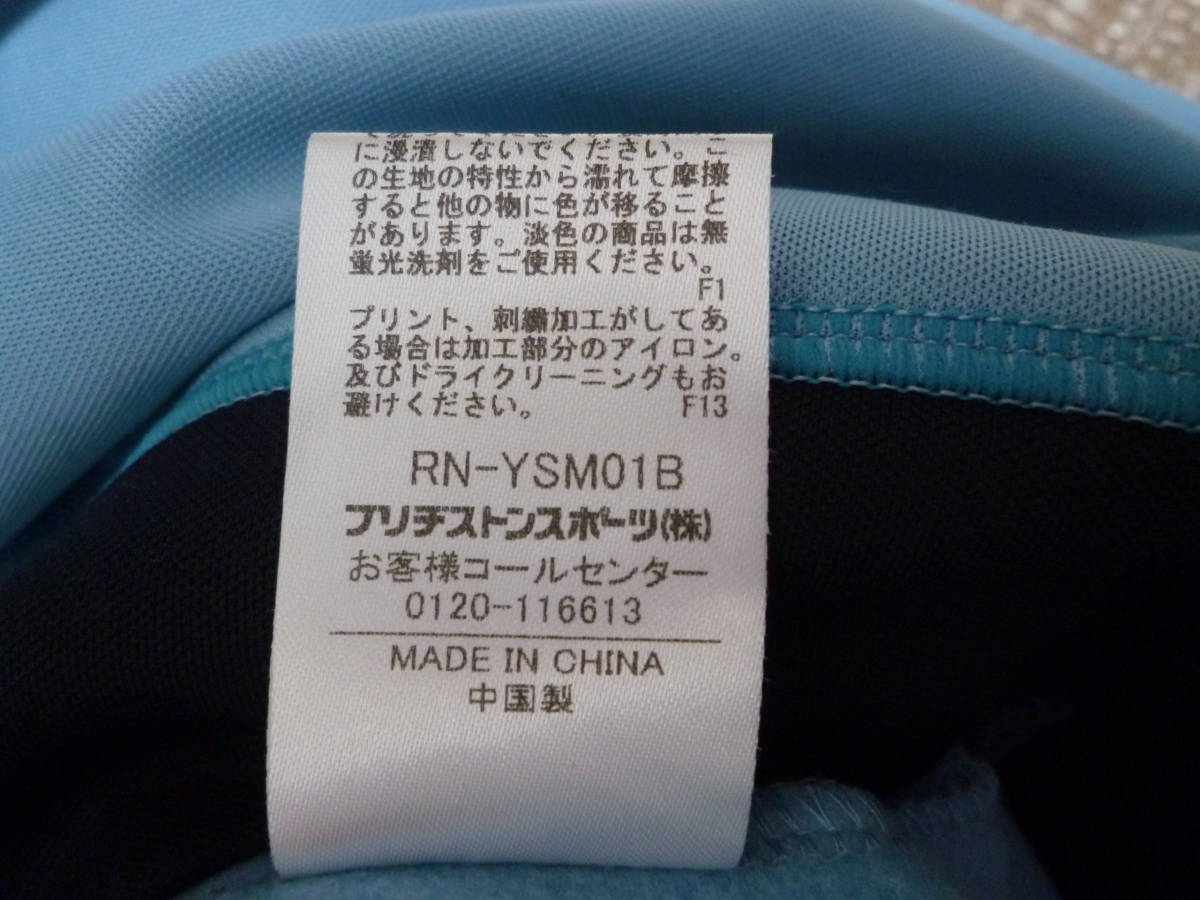 に浸漬しないでください。こ
の生地の特性から濡れて摩擦
すると他の物に色が移ること
があります。淡色の商品は無
蛍光洗剤をご使用ください。
F1
プリント、刺繍加工がしてあ
る場合は加工部分のアイロン。
及びドライクリーニングもお
避けください。 F13
RN-YSM01B
ブリヂストンスポーツ(株)
お客様コールセンター
0120-116613
MADE IN CHINA
中国製